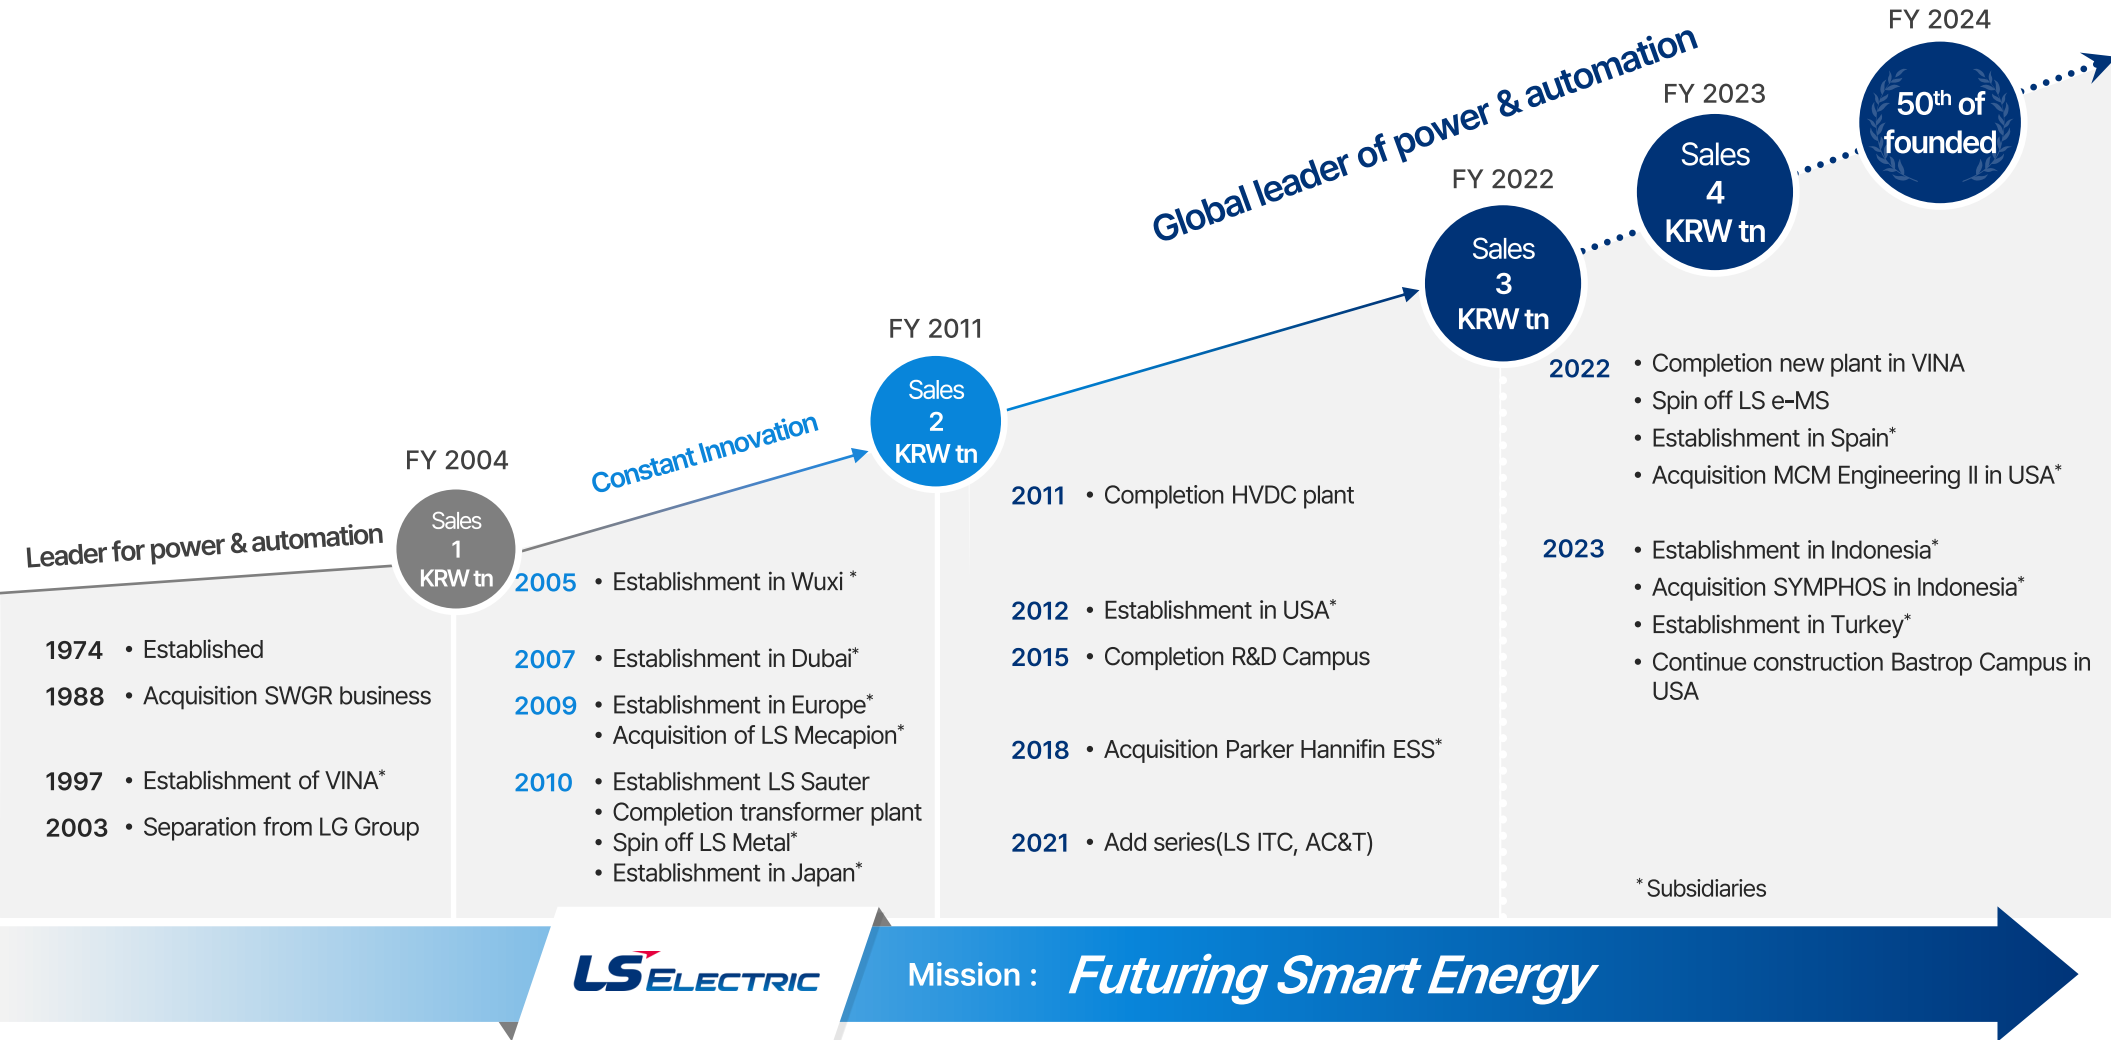 FY 2024
50th of
founded
Global leader of power & automation
FY 2023
Sales
4
KRW tn
FY 2022
Sales
3
KRW tn
FY 2011
Sales
2
KRW tn
Constant Innovation
FY 2004
Sales
1
KRW tn
Leader for power & automation
1974 • Established
1988 • Acquisition SWGR business
1997 • Establishment of VINA*
2003 • Separation from LG Group
2005 • Establishment in Wuxi *
2007 • Establishment in Dubai*
2009 • Establishment in Europe*
• Acquisition of LS Mecapion*
2010 • Establishment LS Sauter
• Completion transformer plant
• Spin off LS Metal*
• Establishment in Japan*
2011 • Completion HVDC plant
2012 • Establishment in USA*
2015 • Completion R&D Campus
2018 • Acquisition Parker Hannifin ESS*
2021 • Add series(LS ITC, AC&T)
2022 • Completion new plant in VINA
• Spin off LS e-MS
• Establishment in Spain*
• Acquisition MCM Engineering II in USA*
2023 • Establishment in Indonesia*
• Acquisition SYMPHOS in Indonesia*
• Establishment in Turkey*
• Continue construction Bastrop Campus in
USA
* Subsidiaries
LS ELECTRIC
Mission : Futuring Smart Energy